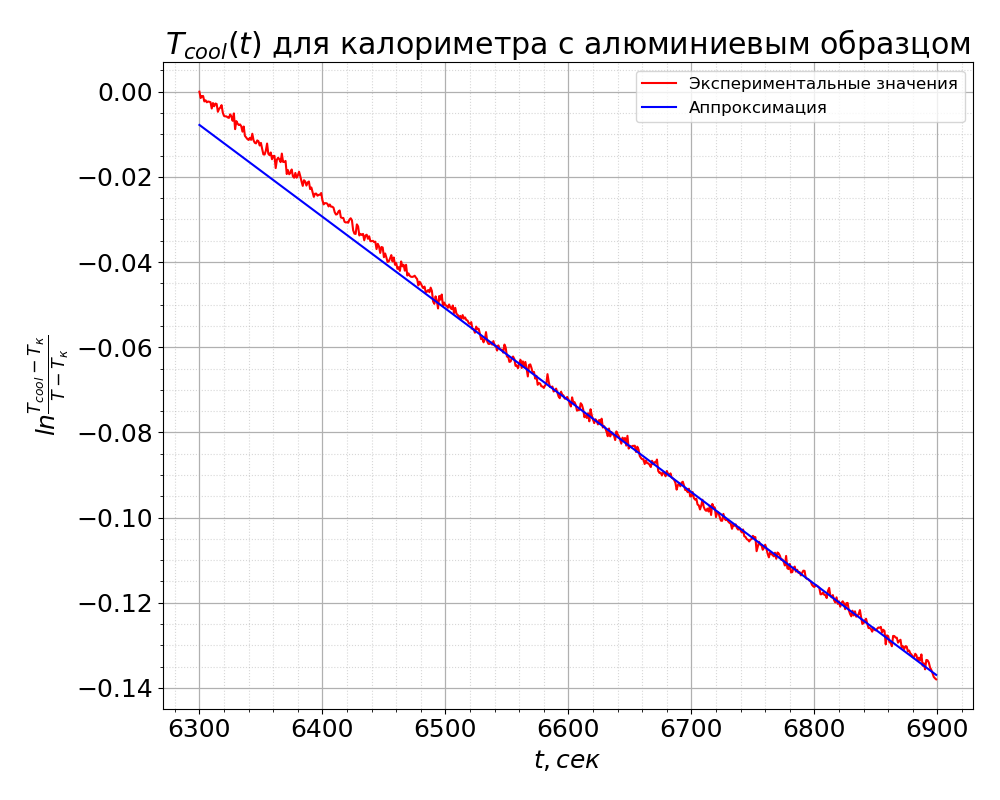 T_cool(t) для калориметра с алюминиевым образцом
Экспериментальные значения
Аппроксимация
0.00
−0.02
−0.04
−0.06
−0.08
−0.10
−0.12
−0.14
ln (T_cool − T_к)/(T − T_к)
6300 6400 6500 6600 6700 6800 6900
t, сек